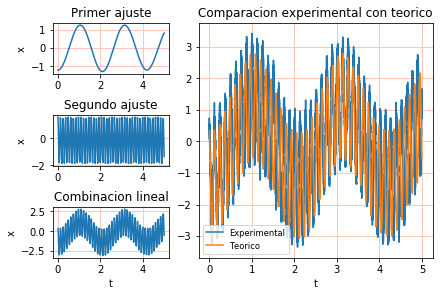 Primer ajuste
x
1
0
−1
0
2
4
Segundo ajuste
x
0
−2
0
2
4
Combinacion lineal
x
2.5
0.0
−2.5
0
2
4
t
Comparacion experimental con teorico
3
2
1
0
−1
−2
−3
Experimental
Teorico
0
1
2
3
4
5
t